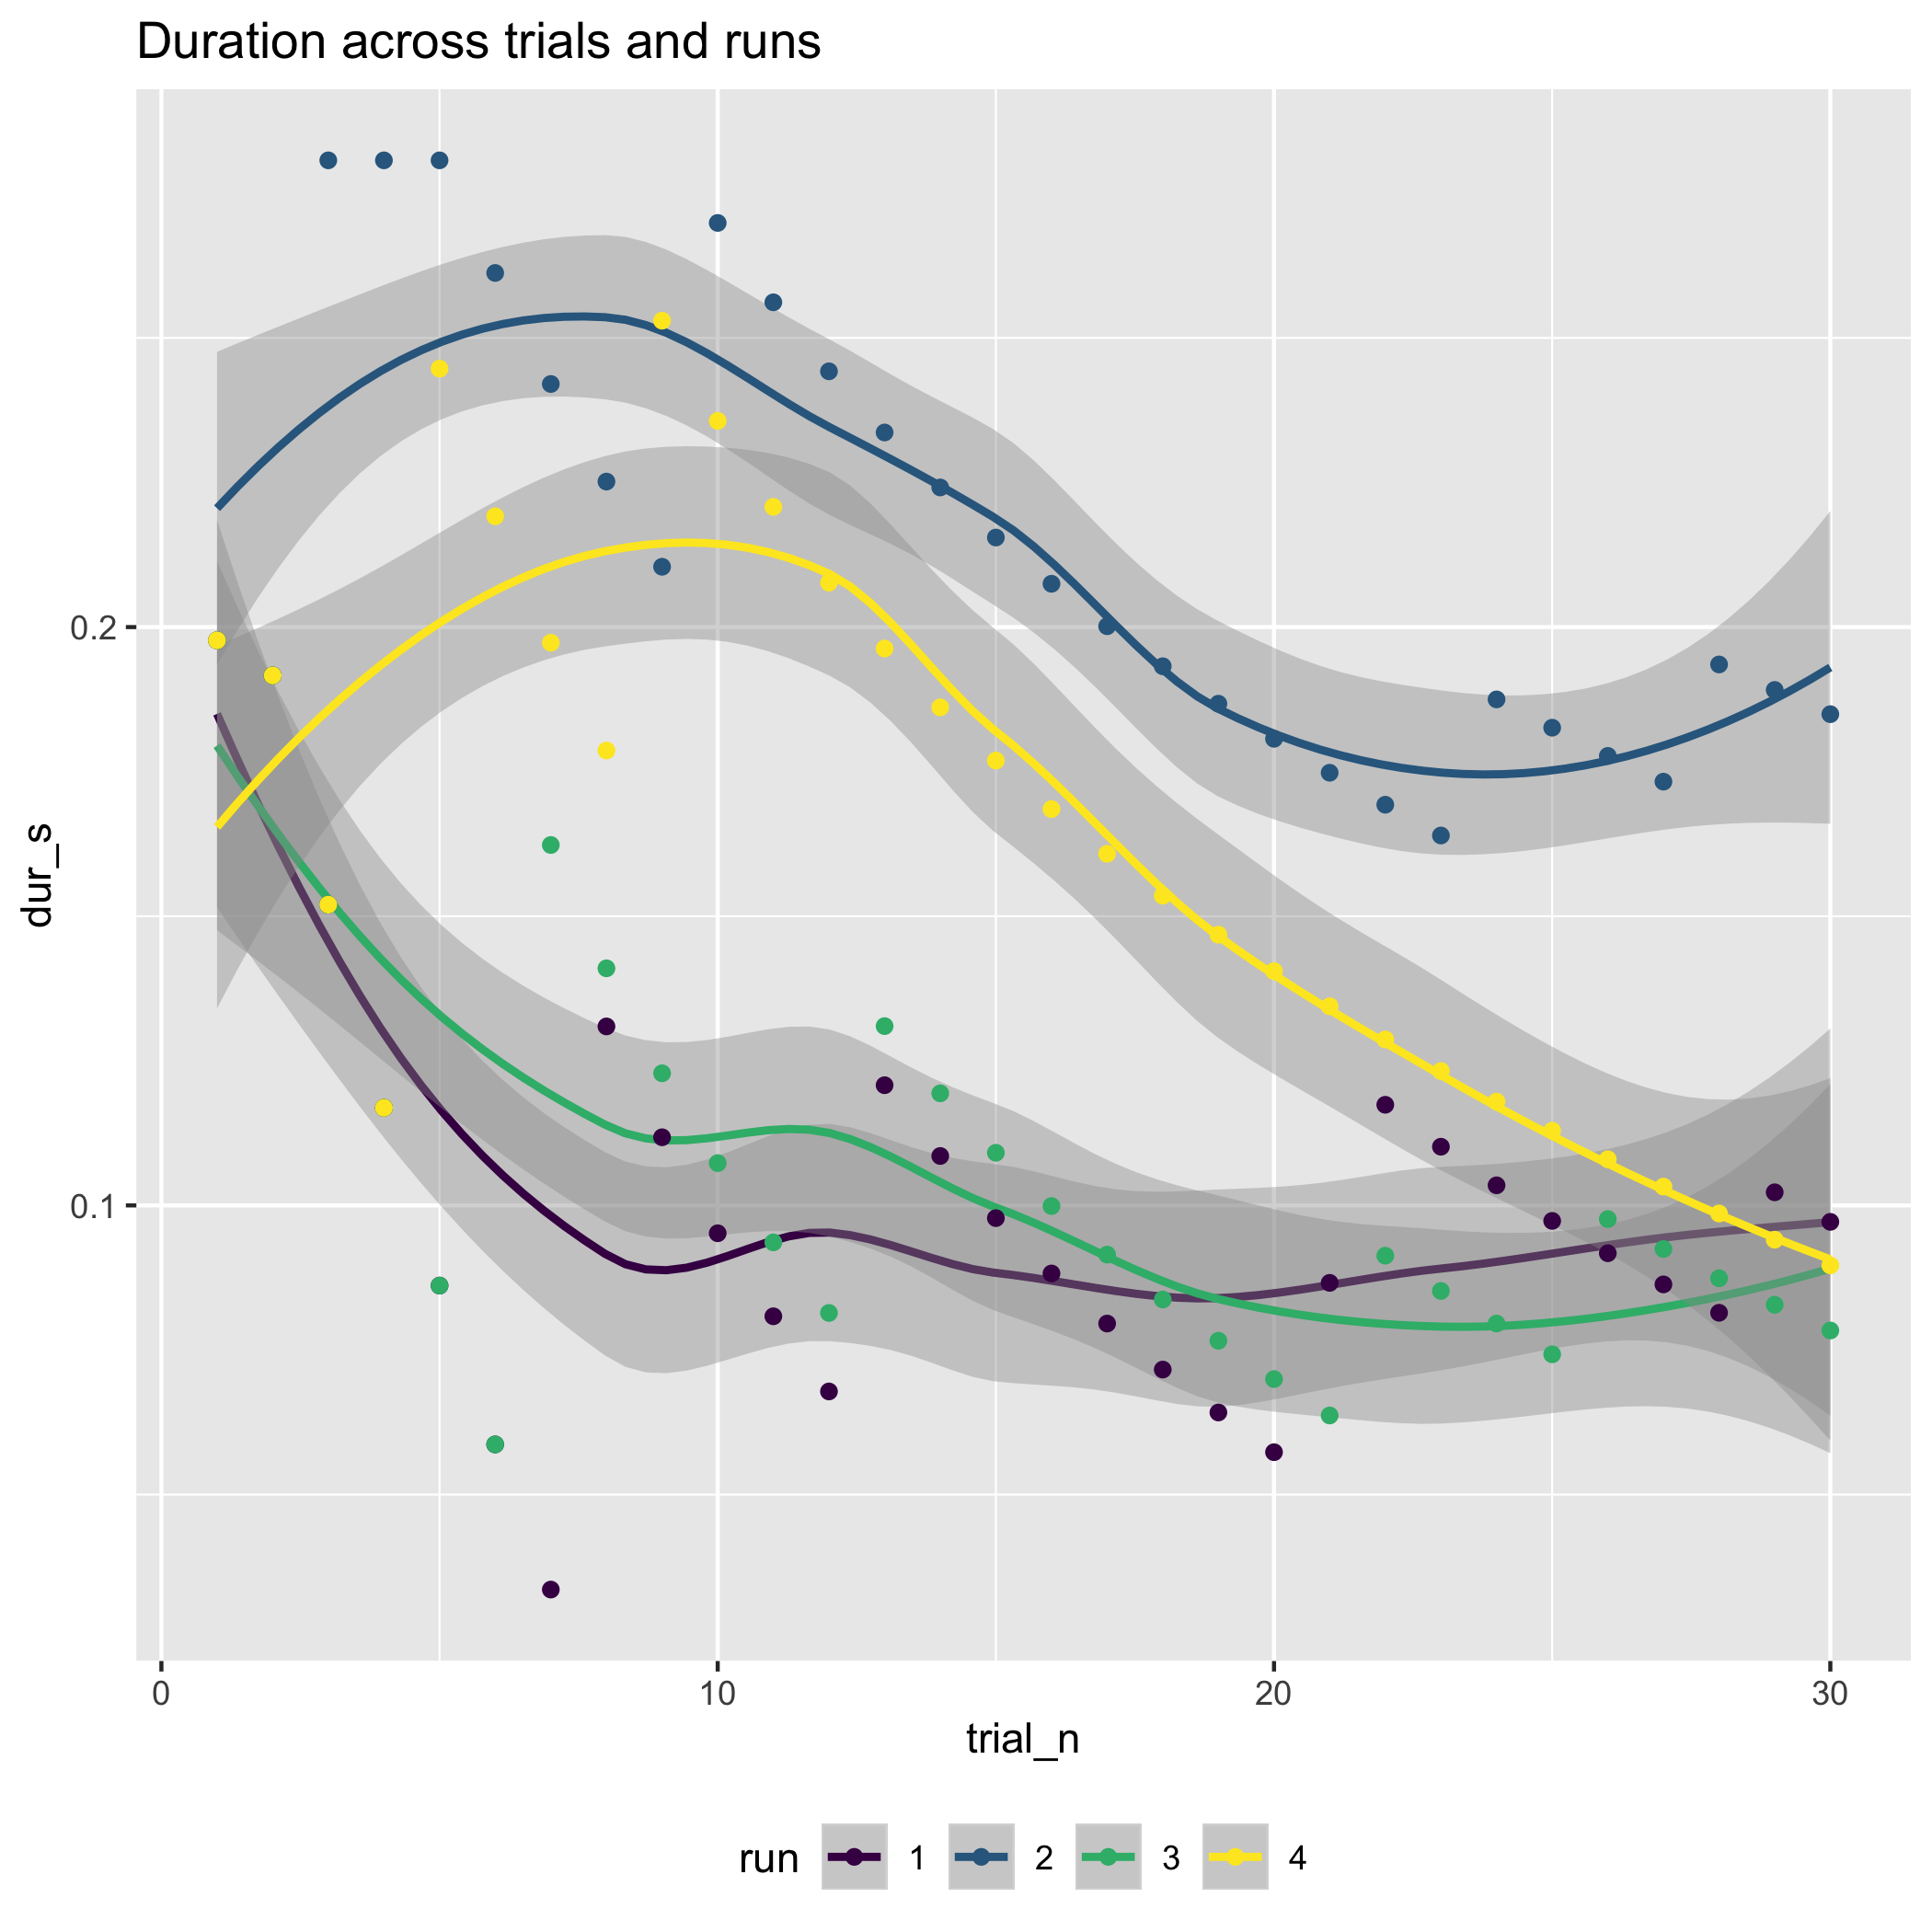 Duration across trials and runs
dur_s
0.2
0.1
0 10 20 30
trial_n
run 1 2 3 4